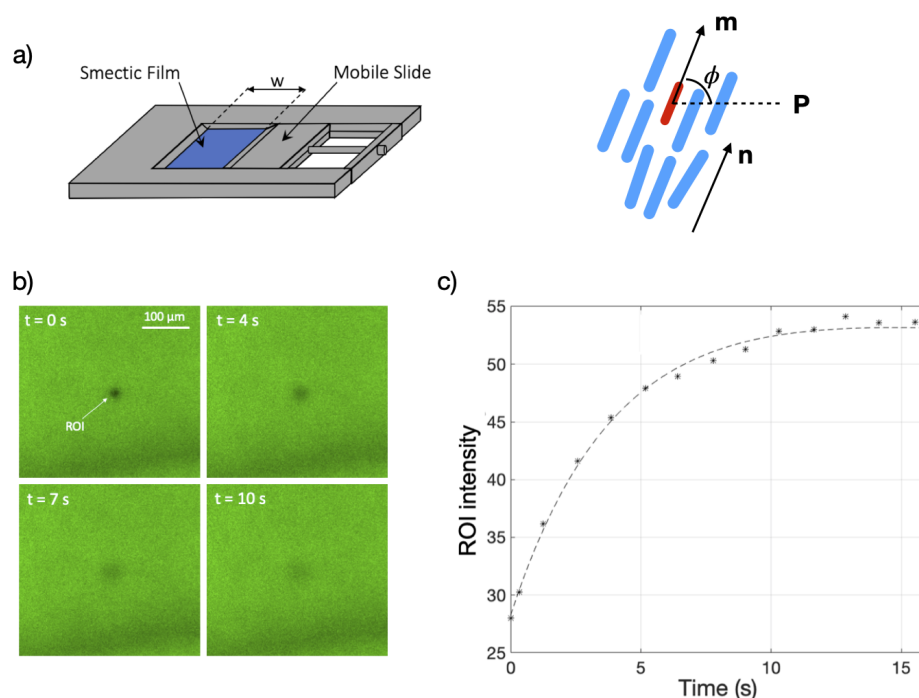 a)
Smectic Film
w
Mobile Slide
m
ϕ
P
n
b)
t = 0 s
100 µm
ROI
t = 4 s
t = 7 s
t = 10 s
c)
55
50
45
40
35
30
25
ROI intensity
0
5
10
15
Time (s)